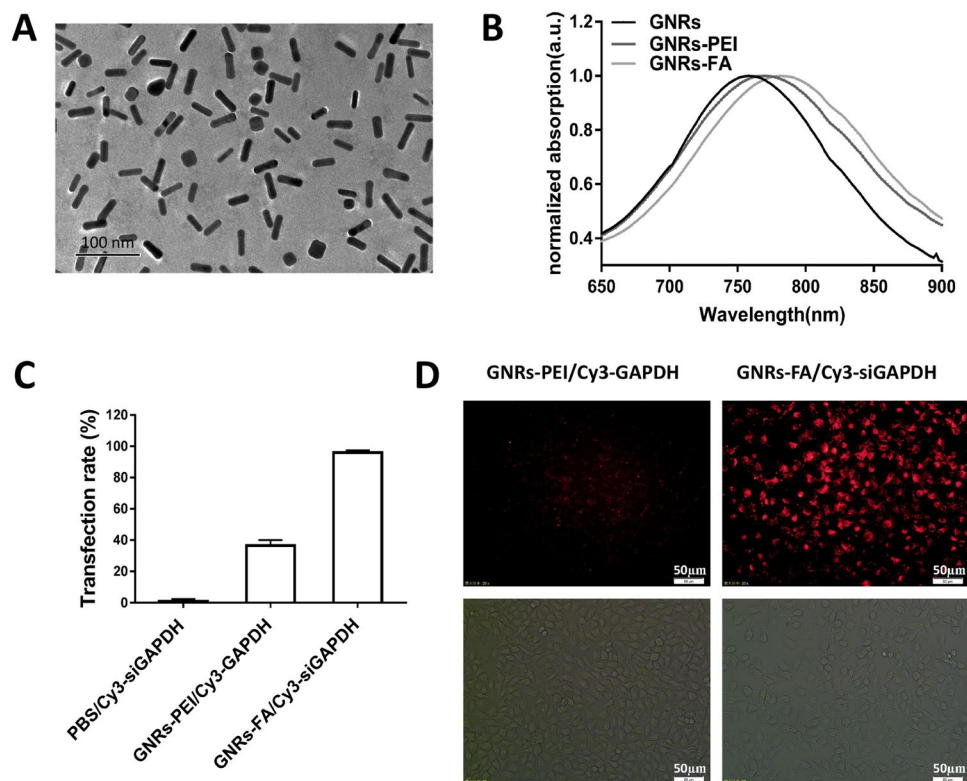 A
100 nm
B
GNRs
GNRs-PEI
GNRs-FA
normalized absorption(a.u.)
1.2
1.0
0.8
0.6
0.4
650
700
760
800
850
900
Wavelength(nm)
C
Transfection rate (%)
120
100
80
60
40
20
0
PBS/Cy3-siGAPDH
GNRs-PEI/Cy3-GAPDH
GNRs-FA/Cy3-siGAPDH
D
GNRs-PEI/Cy3-GAPDH
GNRs-FA/Cy3-siGAPDH
50μm
50μm
50μm
50μm